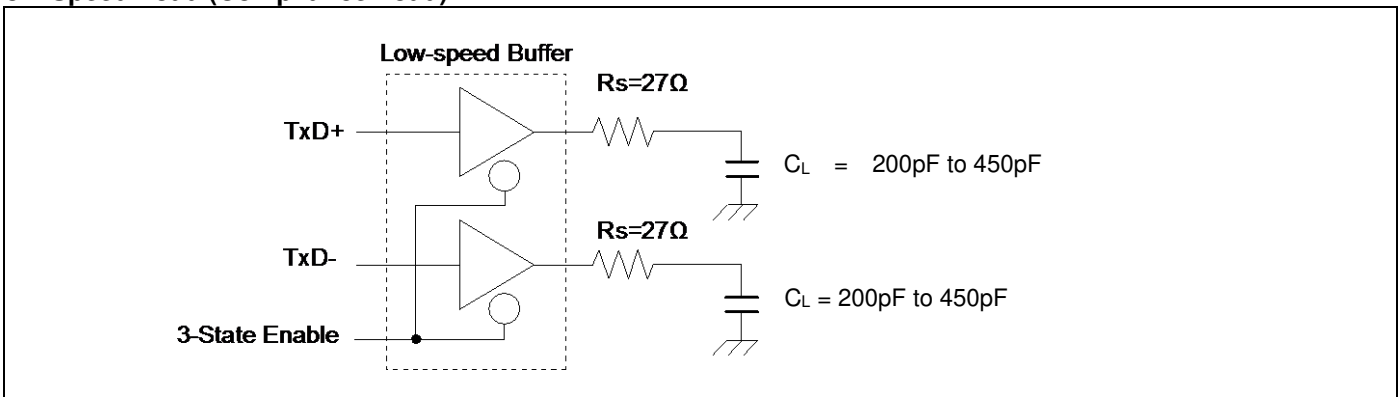 Low-speed Buffer
Rs=27Ω
TxD+
CL = 200pF to 450pF
Rs=27Ω
TxD-
CL = 200pF to 450pF
3-State Enable